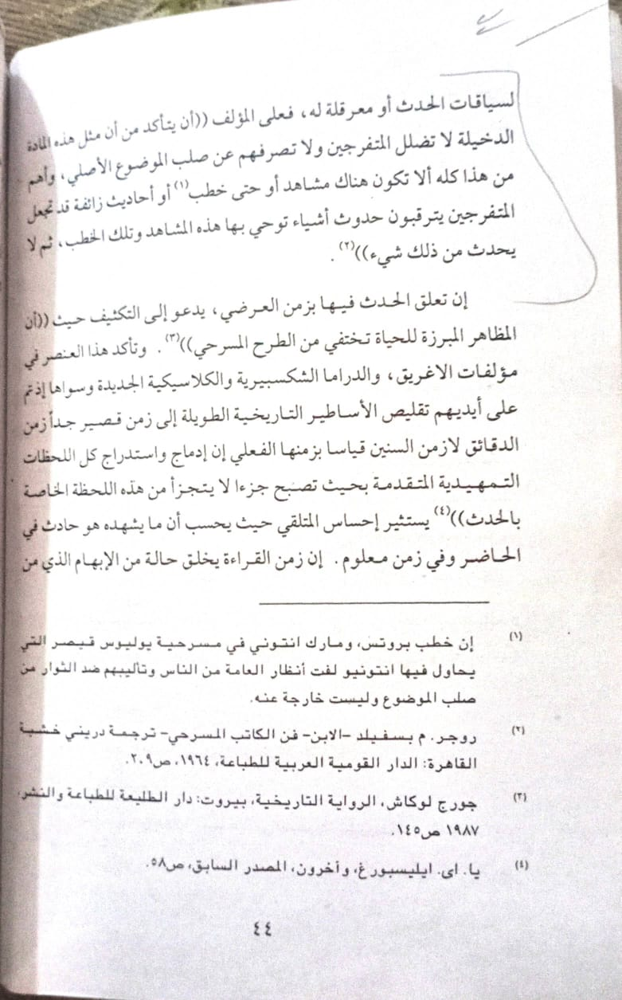 لسياقات الحدث أو معرقلة له، فعلى المؤلف ((أن يتأكد من أن مثل هذه المادة
الدخيلة لا تضلل المتفرجين ولا تصرفهم عن صلب الموضوع الأصلي، وأهم
من هذا كله ألا تكون هناك مشاهد أو حتى خطب(١) أو أحاديث زائفة قد تجعل
المتفرجين يترقبون حدوث أشياء توحي بها هذه المشاهد وتلك الخطب، ثم لا
يحدث من ذلك شيء))(٢).
إن تعلق الحدث فيها بزمن العرضي، يدعو إلى التكثيف حيث ((أن
المظاهر المبرزة للحياة تختفي من الطرح المسرحي))(٣). وتأكد هذا العنصر في
مؤلفات الاغريق، والدراما الشكسبيرية والكلاسيكية الجديدة وسواها إذ تم
على أيديهم تقليص الأساطير التاريخية الطويلة إلى زمن قصير جداً زمن
الدقائق لازمن السنين قياسا بزمنها الفعلي إن إدماج واستدراج كل اللحظات
التمهيدية المتقدمة بحيث تصبح جزءا لا يتجزأ من هذه اللحظة الخاصة
بالحدث))(٤) يستثير إحساس المتلقي حيث يحسب أن ما يشهده هو حادث في
الحاضر وفي زمن معلوم. إن زمن القراءة يخلق حالة من الإبهام الذي من
(١) إن خطب بروتس، ومارك انتوني في مسرحية يوليوس قيصر التي
يحاول فيها انتونيو لفت أنظار العامة من الناس وتأليبهم ضد الثوار من
صلب الموضوع وليست خارجة عنه.
(٢) روجر. م بسفيلد -الابن- فن الكاتب المسرحي- ترجمة دريني خشبة
القاهرة: الدار القومية العربية للطباعة، ١٩٦٤، ص٢٠٩.
(٣) جورج لوكاش، الرواية التاريخية، بيروت: دار الطليعة للطباعة والنشر،
١٩٨٧ ص١٤٥.
(٤) يا. اى. ايليسبورغ، وأخرون، المصدر السابق، ص٥٨.
٤٤